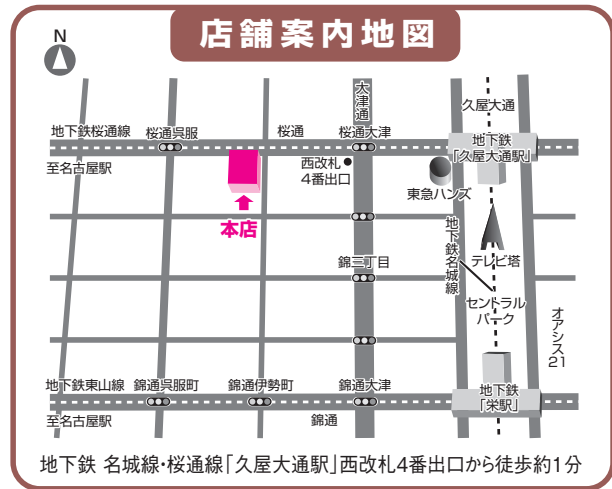 店舗案内地図
N
大津通
久屋大通
地下鉄桜通線
桜通呉服
桜通
桜通大津
地下鉄
「久屋大通駅」
至名古屋駅
西改札
4番出口
東急ハンズ
本店
地下鉄名城線
テレビ塔
錦三丁目
セントラル
パーク
オアシス21
地下鉄東山線
錦通呉服町
錦通伊勢町
錦通大津
地下鉄
「栄駅」
至名古屋駅
錦通
地下鉄 名城線・桜通線「久屋大通駅」西改札4番出口から徒歩約1分